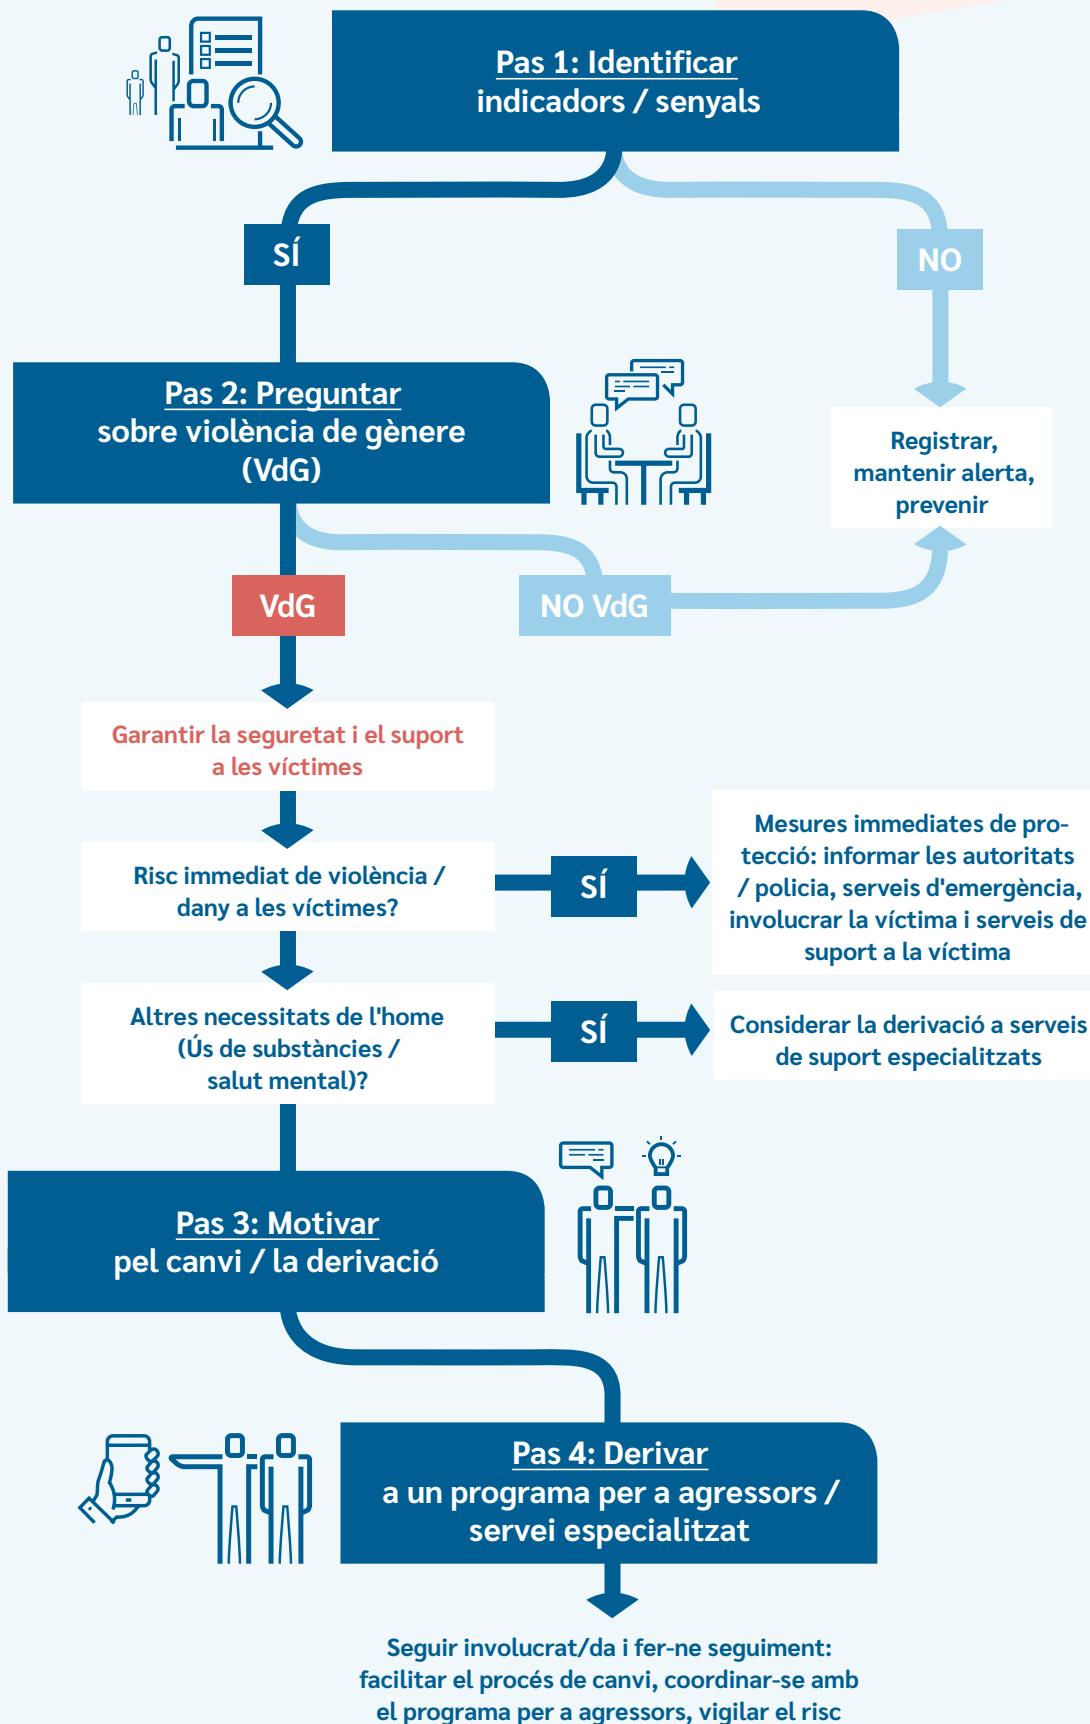 Pas 1: Identificar
indicadors / senyals
SÍ
NO
Pas 2: Preguntar
sobre violència de gènere
(VdG)
Registrar,
mantenir alerta,
prevenir
VdG
NO VdG
Garantir la seguretat i el suport
a les víctimes
Risc immediat de violència /
dany a les víctimes?
SÍ
Mesures immediates de pro-
tecció: informar les autoritats
/ policia, serveis d'emergència,
involucrar la víctima i serveis de
suport a la víctima
Altres necessitats de l'home
(Ús de substàncies /
salut mental)?
SÍ
Considerar la derivació a serveis
de suport especialitzats
Pas 3: Motivar
pel canvi / la derivació
Pas 4: Derivar
a un programa per a agressors /
servei especialitzat
Seguir involucrat/da i fer-ne seguiment:
facilitar el procés de canvi, coordinar-se amb
el programa per a agressors, vigilar el risc